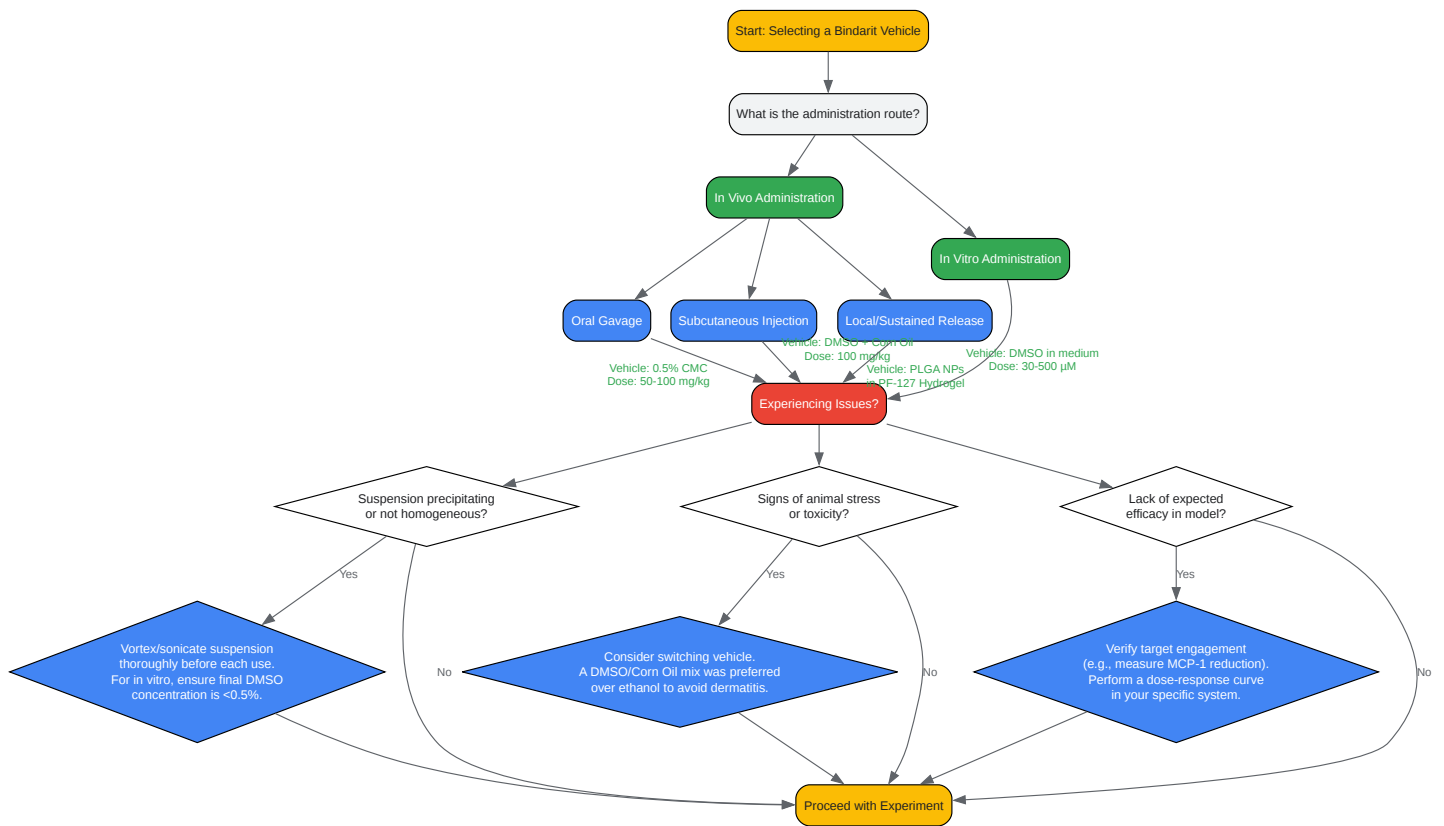 Start: Selecting a Bindarit Vehicle
What is the administration route?
In Vivo Administration
In Vitro Administration
Oral Gavage
Subcutaneous Injection
Local/Sustained Release
Vehicle: DMSO + Corn Oil
Dose: 100 mg/kg
Vehicle: DMSO in medium
Dose: 30-500 µM
Vehicle: 0.5% CMC
Dose: 50-100 mg/kg
Vehicle: PLGA NPs
in PF-127 Hydrogel
Experiencing Issues?
Suspension precipitating
or not homogeneous?
Signs of animal stress
or toxicity?
Lack of expected
efficacy in model?
Yes
Yes
Yes
Vortex/sonicate suspension
thoroughly before each use.
For in vitro, ensure final DMSO
concentration is <0.5%.
No
Consider switching vehicle.
A DMSO/Corn Oil mix was preferred
over ethanol to avoid dermatitis.
No
Verify target engagement
(e.g., measure MCP-1 reduction).
Perform a dose-response curve
in your specific system.
No
Proceed with Experiment